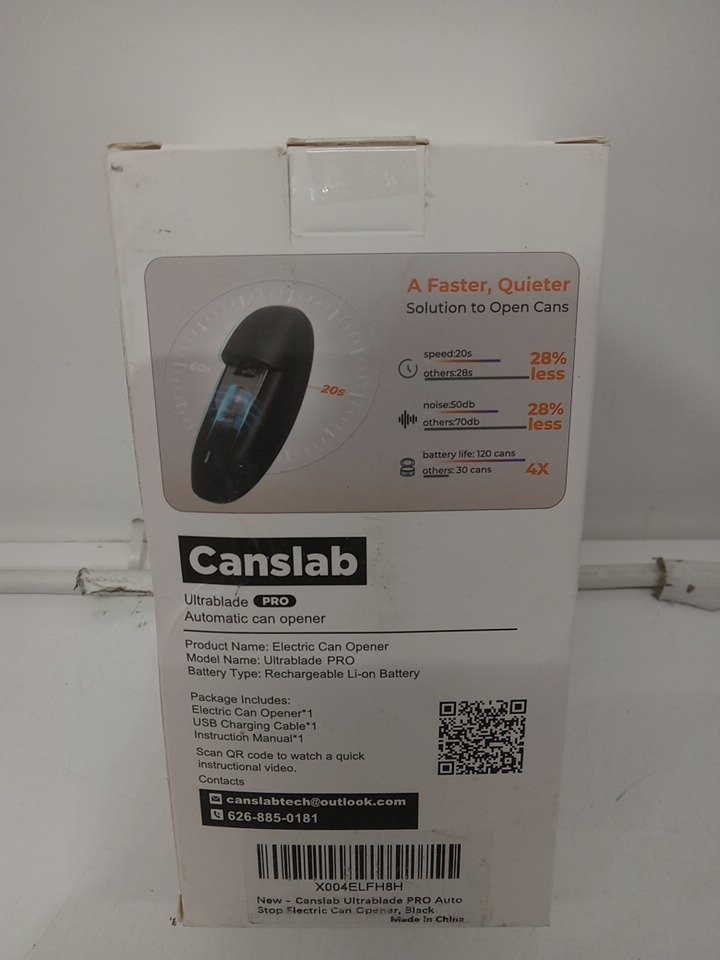 A Faster, Quieter
Solution to Open Cans
60s
20s
speed:20s
others:28s
28%
less
noise:50db
others:70db
28%
less
battery life: 120 cans
others: 30 cans
4X
Canslab
Ultrablade PRO
Automatic can opener
Product Name: Electric Can Opener
Model Name: Ultrablade PRO
Battery Type: Rechargeable Li-on Battery
Package Includes:
Electric Can Opener*1
USB Charging Cable*1
Instruction Manual*1
Scan QR code to watch a quick
instructional video.
Contacts
canslabtech@outlook.com
626-885-0181
X004ELFH8H
New - Canslab Ultrablade PRO Auto
Stop Electric Can Opener, Black
Made in China